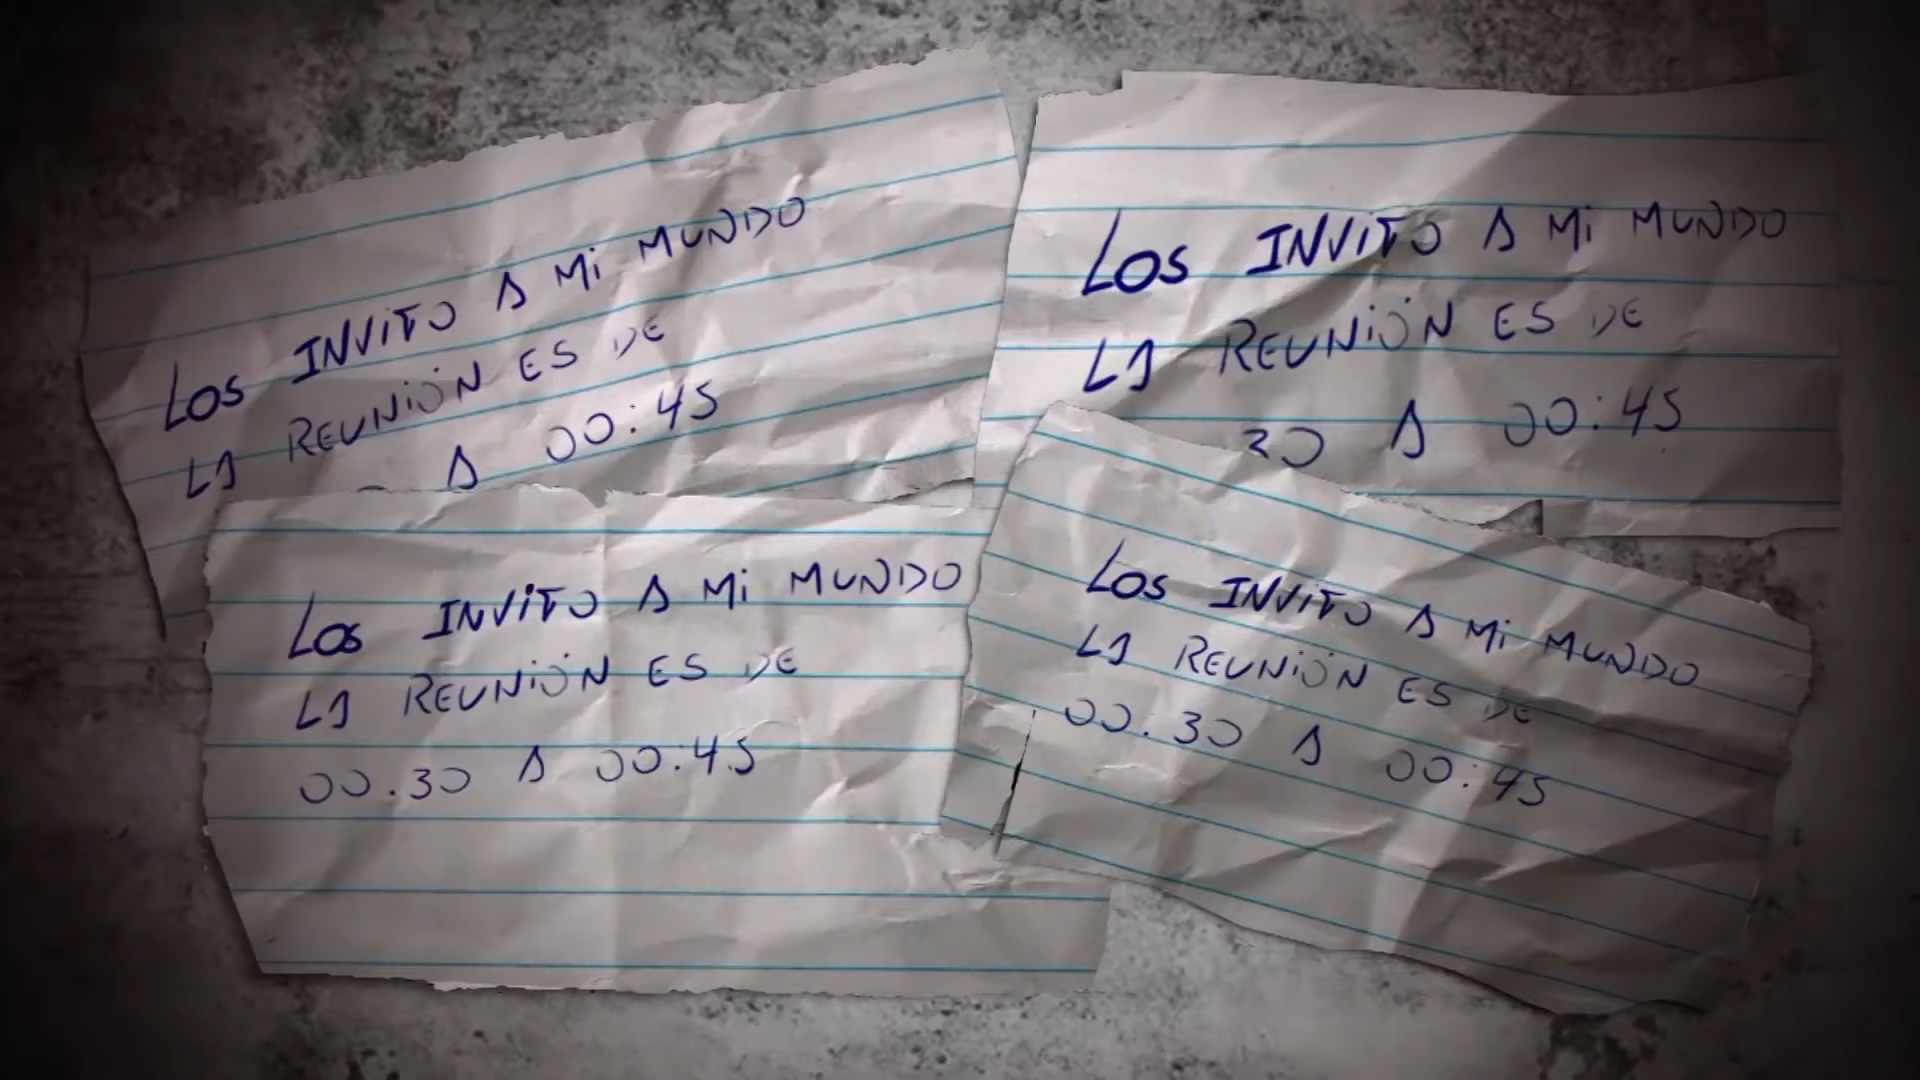 LOS INVITO A Mi MUNDO
LA REUNiÓN ES DE
A 00:45
LOS INVITO A Mi MUNDO
LA REUNiÓN ES DE
30 A 00:45
LOS INViTO A Mi MUNDO
LA REUNiÓN ES DE
00.30 A 00:45
LOS INViTO A Mi MUNDO
LA REUNiÓN ES DE
00.30 A 00:45